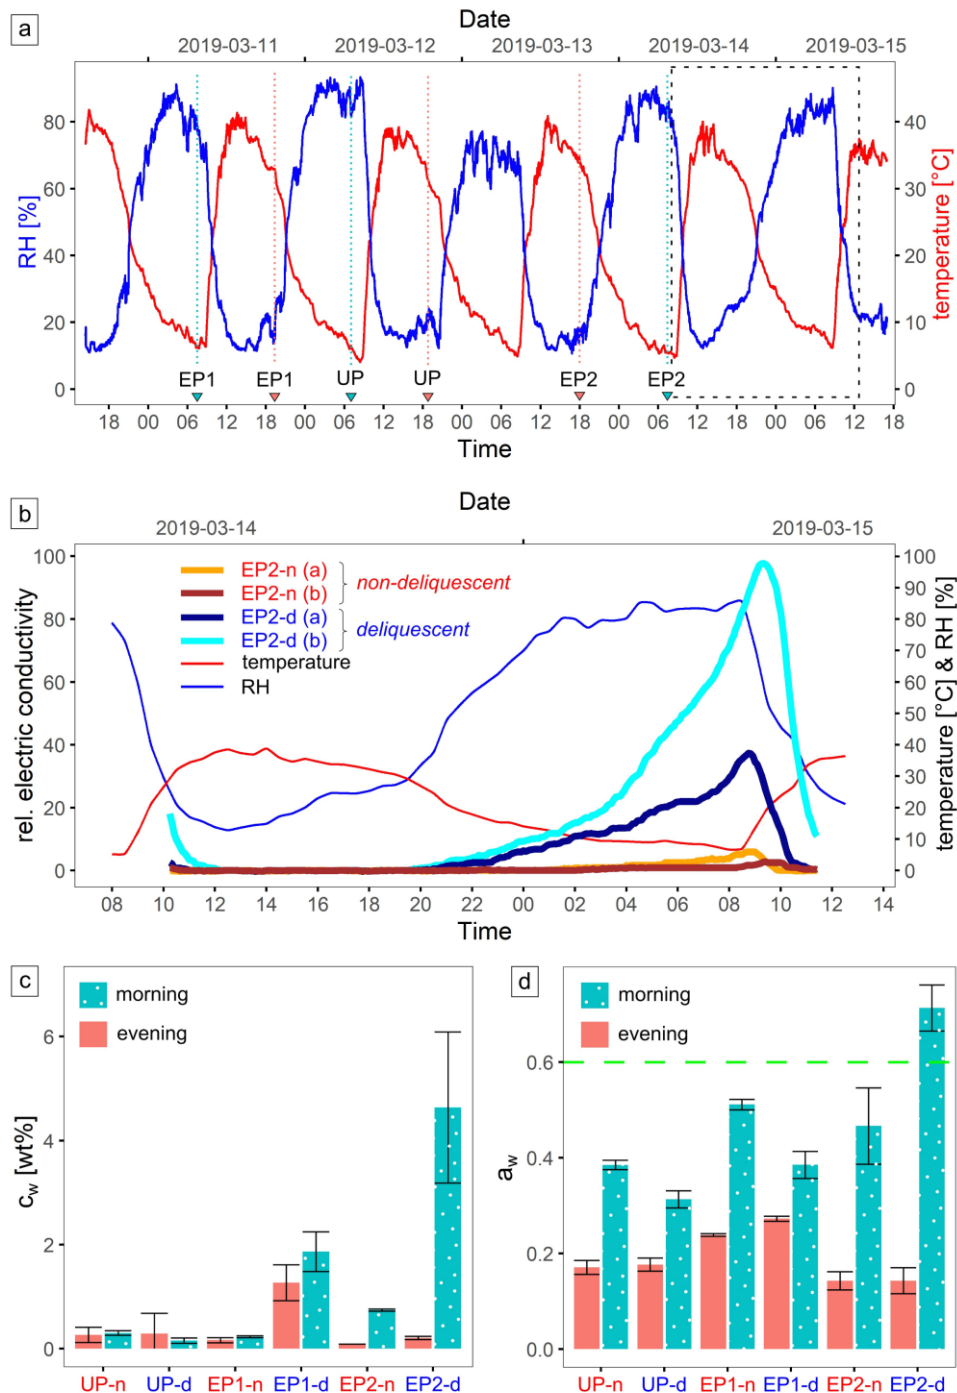 a
Date
2019-03-11 2019-03-12 2019-03-13 2019-03-14 2019-03-15
80 40
60 30
40 20
20 10
0 0
RH [%]
temperature [°C]
EP1 EP1 UP UP EP2 EP2
18 00 06 12 18 00 06 12 18 00 06 12 18 00 06 12 18 00 06 12 18
Time
b
Date
2019-03-14 2019-03-15
100 100
90
80 80
70
60 60
50
40 40
30
20 20
10
0 0
rel. electric conductivity
temperature [°C] & RH [%]
EP2-n (a)
EP2-n (b)
non-deliquescent
EP2-d (a)
EP2-d (b)
deliquescent
temperature
RH
08 10 12 14 16 18 20 22 00 02 04 06 08 10 12 14
Time
c
morning
evening
6
4
2
0
cw [wt%]
UP-n UP-d EP1-n EP1-d EP2-n EP2-d
d
morning
evening
0.6
0.4
0.2
0.0
aw
UP-n UP-d EP1-n EP1-d EP2-n EP2-d